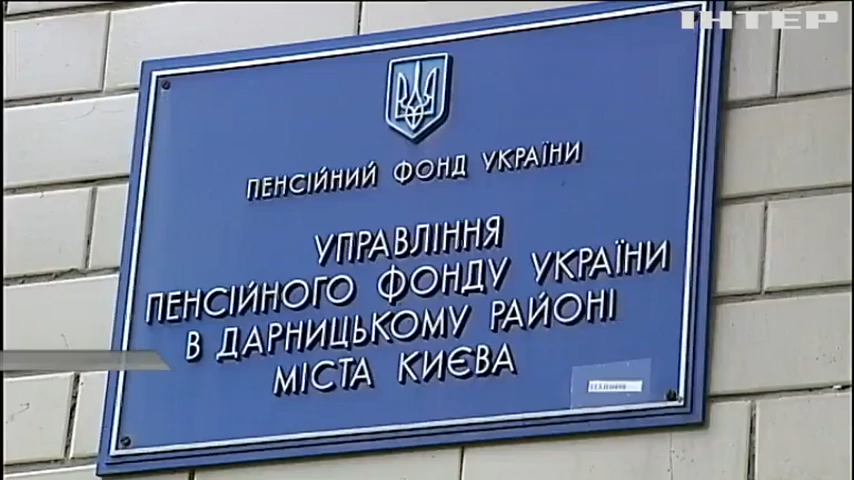 ІНТЕР
ПЕНСІЙНИЙ ФОНД УКРАЇНИ
УПРАВЛІННЯ
ПЕНСІЙНОГО ФОНДУ УКРАЇНИ
В ДАРНИЦЬКОМУ РАЙОНІ
МІСТА КИЄВА